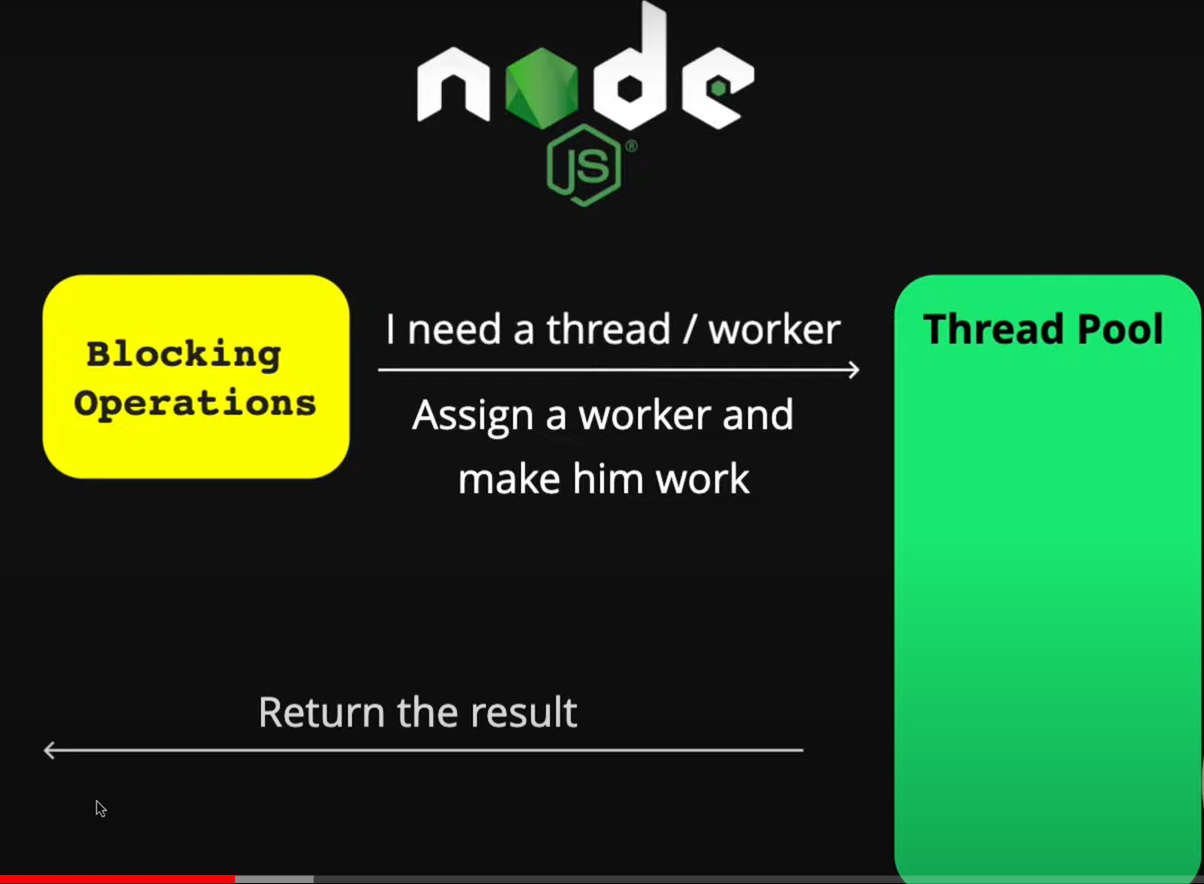 node
JS®
I need a thread / worker
Thread Pool
Blocking
Operations
Assign a worker and
make him work
Return the result